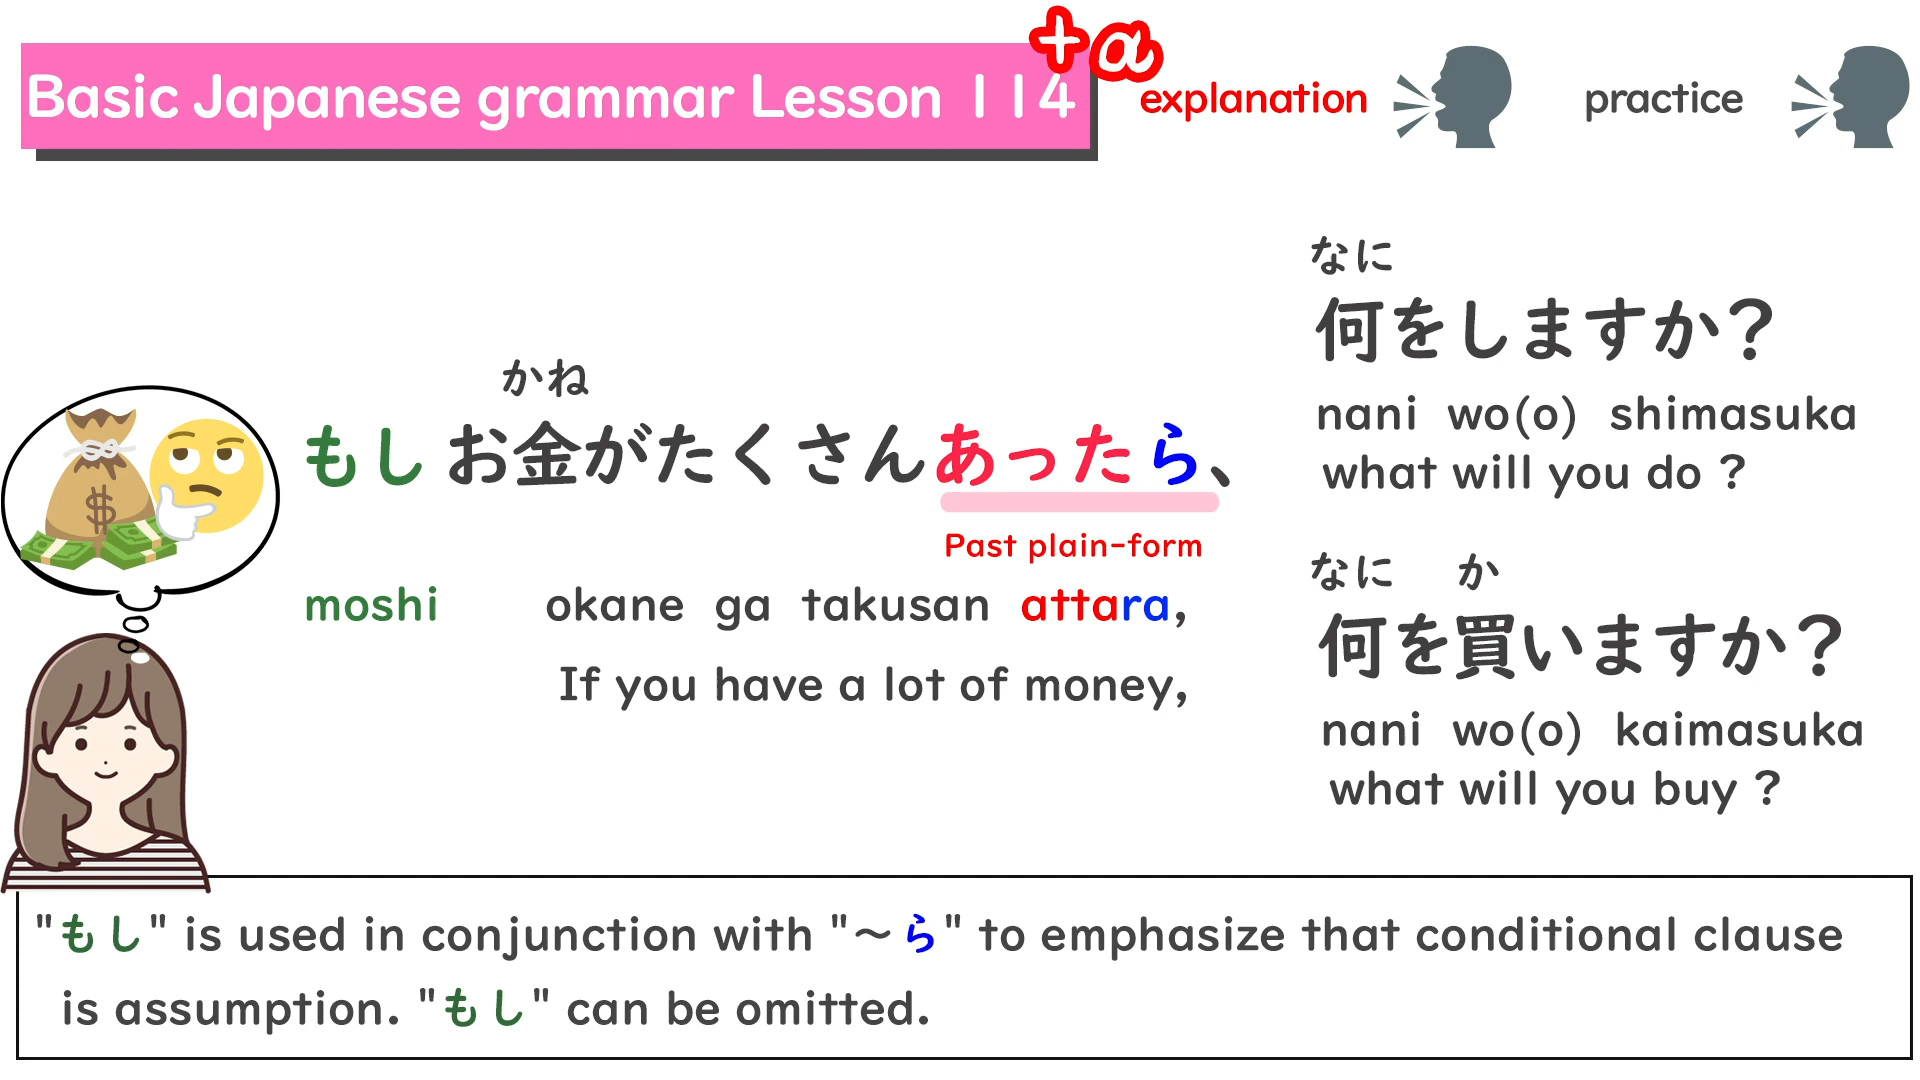 Basic Japanese grammar Lesson 114
+α
explanation
practice
かね
もし お金がたくさんあったら、
Past plain-form
moshi okane ga takusan attara,
If you have a lot of money,
なに
何をしますか？
nani wo(o) shimasuka
what will you do ?
なに か
何を買いますか？
nani wo(o) kaimasuka
what will you buy ?
"もし" is used in conjunction with "～ら" to emphasize that conditional clause
is assumption. "もし" can be omitted.